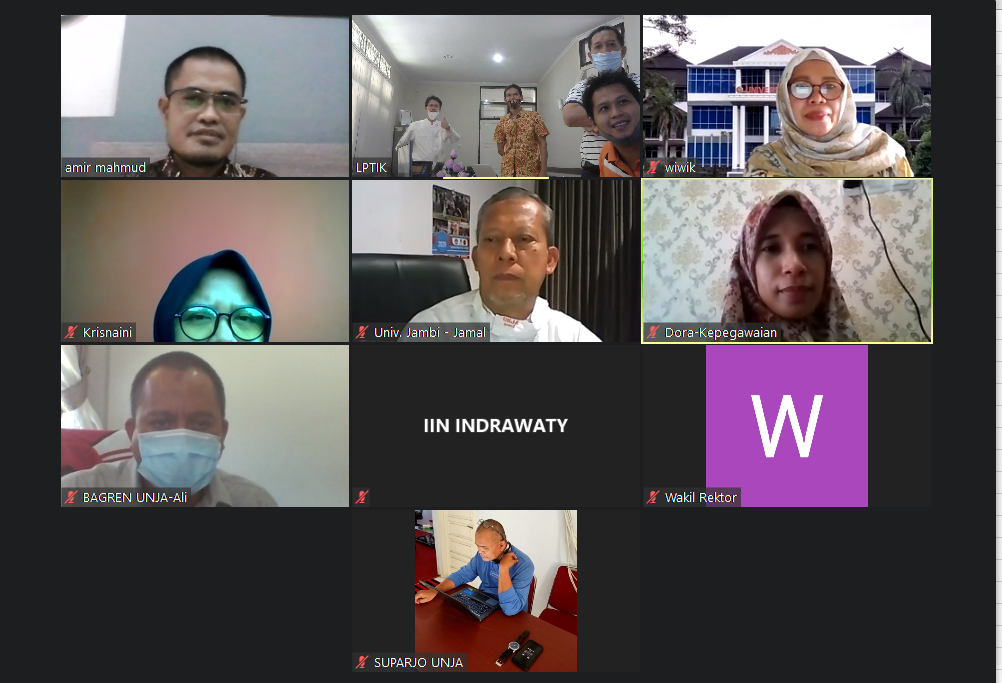 amir mahmud
LPTIK
wiwik
Krisnaini
Univ. Jambi - Jamal
Dora-Kepegawaian
BAGREN UNJA-Ali
IIN INDRAWATY
W
Wakil Rektor
SUPARJO UNJA